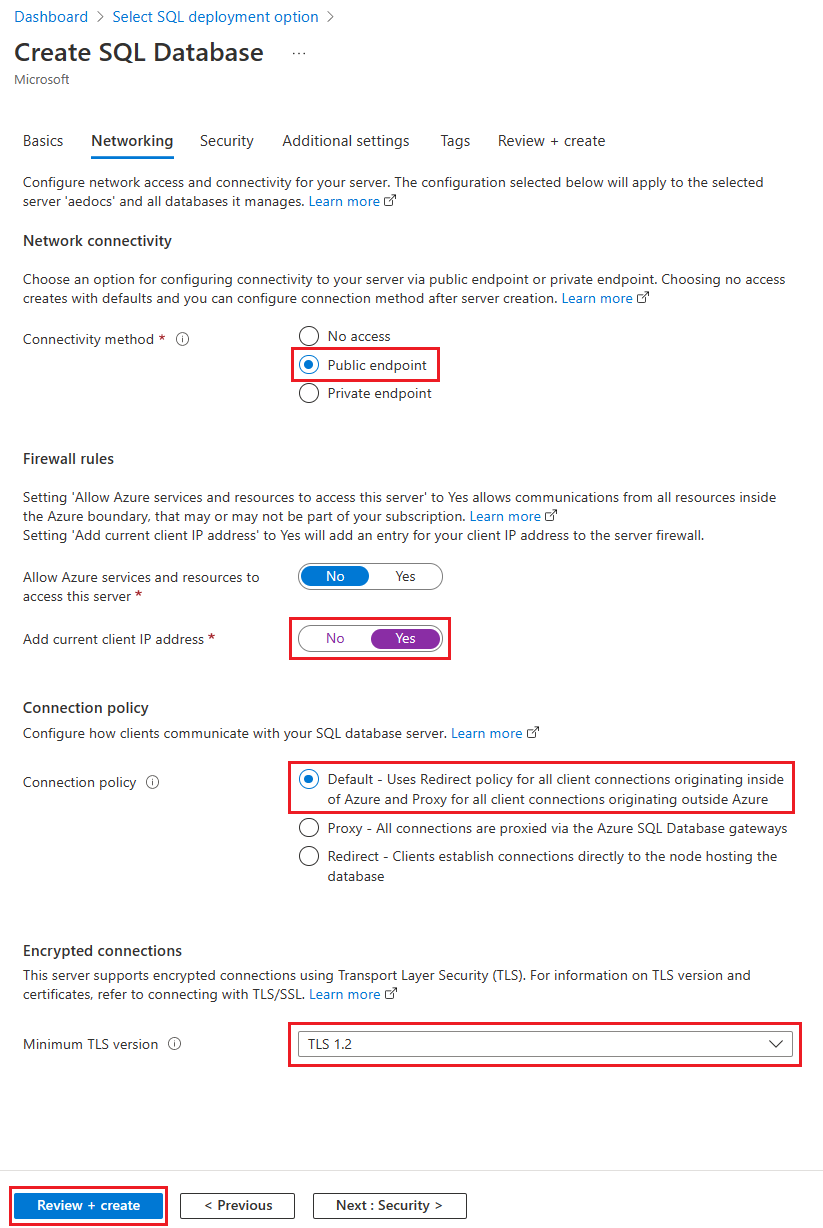 Dashboard > Select SQL deployment option >
Create SQL Database ...
Microsoft
Basics Networking Security Additional settings Tags Review + create
Configure network access and connectivity for your server. The configuration selected below will apply to the selected
server 'aedocs' and all databases it manages. Learn more
Network connectivity
Choose an option for configuring connectivity to your server via public endpoint or private endpoint. Choosing no access
creates with defaults and you can configure connection method after server creation. Learn more
Connectivity method *
No access
Public endpoint
Private endpoint
Firewall rules
Setting 'Allow Azure services and resources to access this server' to Yes allows communications from all resources inside
the Azure boundary, that may or may not be part of your subscription. Learn more
Setting 'Add current client IP address' to Yes will add an entry for your client IP address to the server firewall.
Allow Azure services and resources to
access this server *
No Yes
Add current client IP address *
No Yes
Connection policy
Configure how clients communicate with your SQL database server. Learn more
Connection policy
Default - Uses Redirect policy for all client connections originating inside
of Azure and Proxy for all client connections originating outside Azure
Proxy - All connections are proxied via the Azure SQL Database gateways
Redirect - Clients establish connections directly to the node hosting the
database
Encrypted connections
This server supports encrypted connections using Transport Layer Security (TLS). For information on TLS version and
certificates, refer to connecting with TLS/SSL. Learn more
Minimum TLS version
TLS 1.2
Review + create < Previous Next : Security >